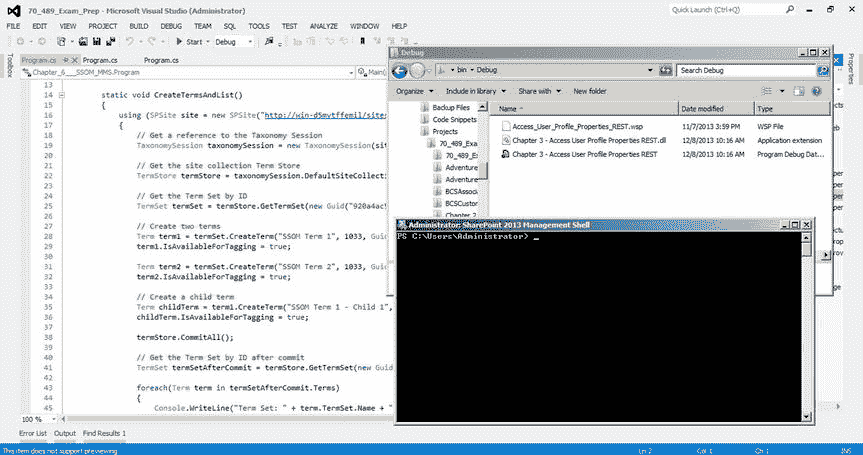 70_489_Exam_Prep - Microsoft Visual Studio (Administrator)
Quick Launch (Ctrl+Q)
FILE EDIT VIEW PROJECT BUILD DEBUG TEAM SQL TOOLS TEST ANALYZE WINDOW HELP
Start Debug
Program.cs Program.cs Program.cs
Toolbox
Properties
Chapter_6___SSOM_MMS.Program
Main(
13
14 static void CreateTermsAndList()
15 {
16 using (SPSite site = new SPSite("http://win-d5mvtffemil/sites
17 {
18 // Get a reference to the Taxonomy Session
19 TaxonomySession taxonomySession = new TaxonomySession(sit
20
21 // Get the site collection Term Store
22 TermStore termStore = taxonomySession.DefaultSiteCollecti
23
24 // Get the Term Set by ID
25 TermSet termSet = termStore.GetTermSet(new Guid("920a4ac5
26
27 // Create two terms
28 Term term1 = termSet.CreateTerm("SSOM Term 1", 1033, Guid
29 term1.IsAvailableForTagging = true;
30
31 Term term2 = termSet.CreateTerm("SSOM Term 2", 1033, Guid
32 term2.IsAvailableForTagging = true;
33
34 // Create a child term
35 Term childTerm = term1.CreateTerm("SSOM Term 1 - Child 1",
36 childTerm.IsAvailableForTagging = true;
37
38 termStore.CommitAll();
39
40 // Get the Term Set by ID after commit
41 TermSet termSetAfterCommit = termStore.GetTermSet(new Guid
42
43 foreach(Term term in termSetAfterCommit.Terms)
44 {
45 Console.WriteLine("Term Set: " + term.TermSet.Name + "
100 %
Error List Output Find Results 1
This item does not support previewing
Ln 2 Col 1 Ch 1 INS
Debug
bin Debug
Search Debug
Organize Include in library Share with New folder
Backup Files
Code Snippets
Projects
70_489_Exa
70_489_E
Adventure
Adventure
BCSAssoci
BCSCustom
Chapter 2
Name Date modified Type
Access_User_Profile_Properties_REST.wsp 11/7/2013 3:59 PM WSP File
Chapter 3 - Access User Profile Properties REST.dll 12/8/2013 10:16 AM Application extension
Chapter 3 - Access User Profile Properties REST 12/8/2013 10:16 AM Program Debug Dat...
Administrator: SharePoint 2013 Management Shell
PS C:\Users\Administrator> _